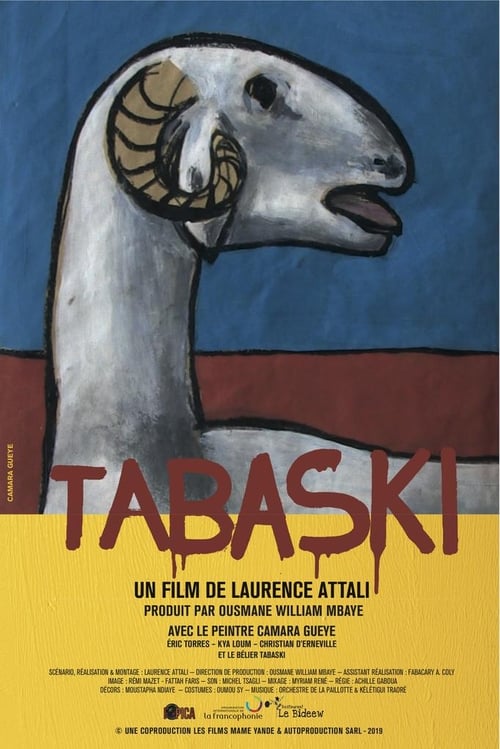 CAMARA GUEYE
TABASKI
UN FILM DE LAURENCE ATTALI
PRODUIT PAR OUSMANE WILLIAM MBAYE
AVEC LE PEINTRE CAMARA GUEYE
ÉRIC TORRES – KYA LOUM – CHRISTIAN D'ERNEVILLE
ET LE BÉLIER TABASKI
SCÉNARIO, RÉALISATION & MONTAGE : LAURENCE ATTALI – DIRECTION DE PRODUCTION : OUSMANE WILLIAM MBAYE – ASSISTANT RÉALISATION : FABACARY A. COLY
IMAGE : RÉMI MAZET - FATTAH FARIS – SON : MICHEL TSAGLI – MIXAGE : MYRIAM RENÉ – RÉGIE : ACHILLE GABOUA
DÉCORS : MOUSTAPHA NDIAYE – COSTUMES : OUMOU SY – MUSIQUE : ORCHESTRE DE LA PAILLOTTE & KÉLÉTIGUI TRAORÉ
la francophonie
Le Bideew
© UNE COPRODUCTION LES FILMS MAME YANDE & AUTOPRODUCTION SARL - 2019